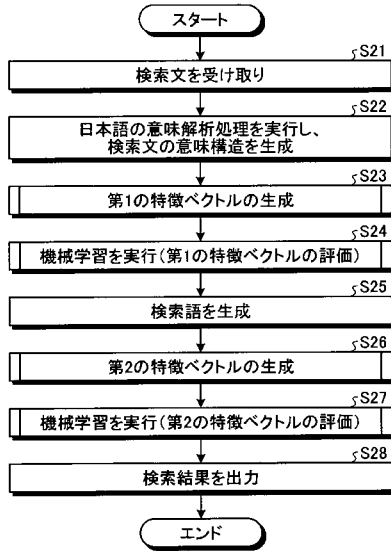 スタート
S21
検索文を受け取り
S22
日本語の意味解析処理を実行し、
検索文の意味構造を生成
S23
第1の特徴ベクトルの生成
S24
機械学習を実行(第1の特徴ベクトルの評価)
S25
検索語を生成
S26
第2の特徴ベクトルの生成
S27
機械学習を実行(第2の特徴ベクトルの評価)
S28
検索結果を出力
エンド